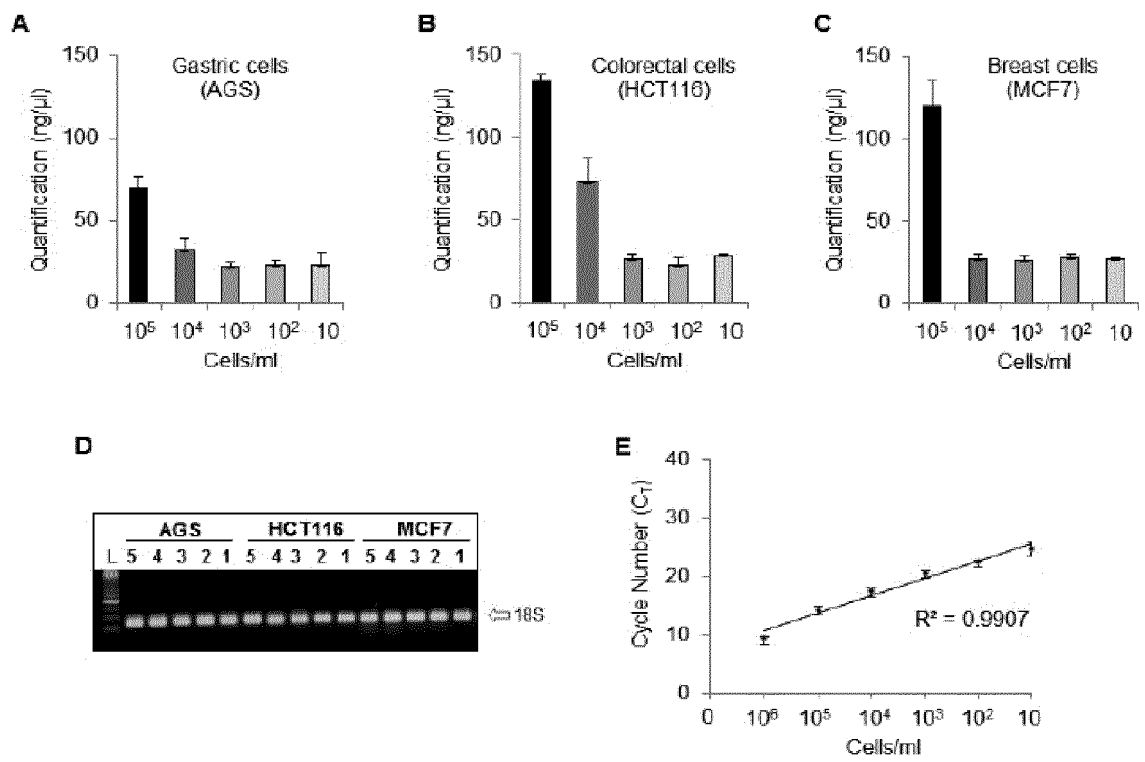 A
Gastric cells
(AGS)
150
100
50
0
Quantification (ng/µl)
10⁵ 10⁴ 10³ 10² 10
Cells/ml
B
Colorectal cells
(HCT116)
150
100
50
0
Quantification (ng/µl)
10⁵ 10⁴ 10³ 10² 10
Cells/ml
C
Breast cells
(MCF7)
150
100
50
0
Quantification (ng/µl)
10⁵ 10⁴ 10³ 10² 10
Cells/ml
D
AGS HCT116 MCF7
L 5 4 3 2 1 5 4 3 2 1 5 4 3 2 1
18S
E
40
30
20
10
0
Cycle Number (C_T)
R² = 0.9907
0 10⁶ 10⁵ 10⁴ 10³ 10² 10
Cells/ml